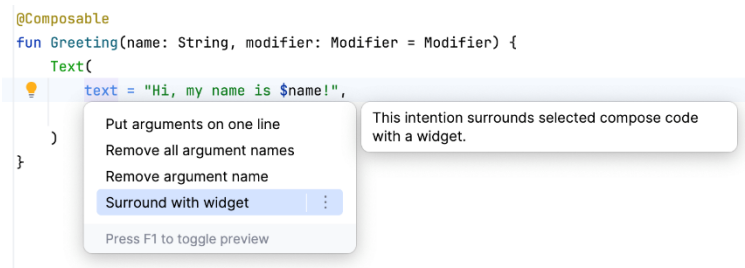 @Composable
fun Greeting(name: String, modifier: Modifier = Modifier) {
Text(
text = "Hi, my name is $name!",
Put arguments on one line
Remove all argument names
Remove argument name
Surround with widget
Press F1 to toggle preview
This intention surrounds selected compose code
with a widget.
)
}